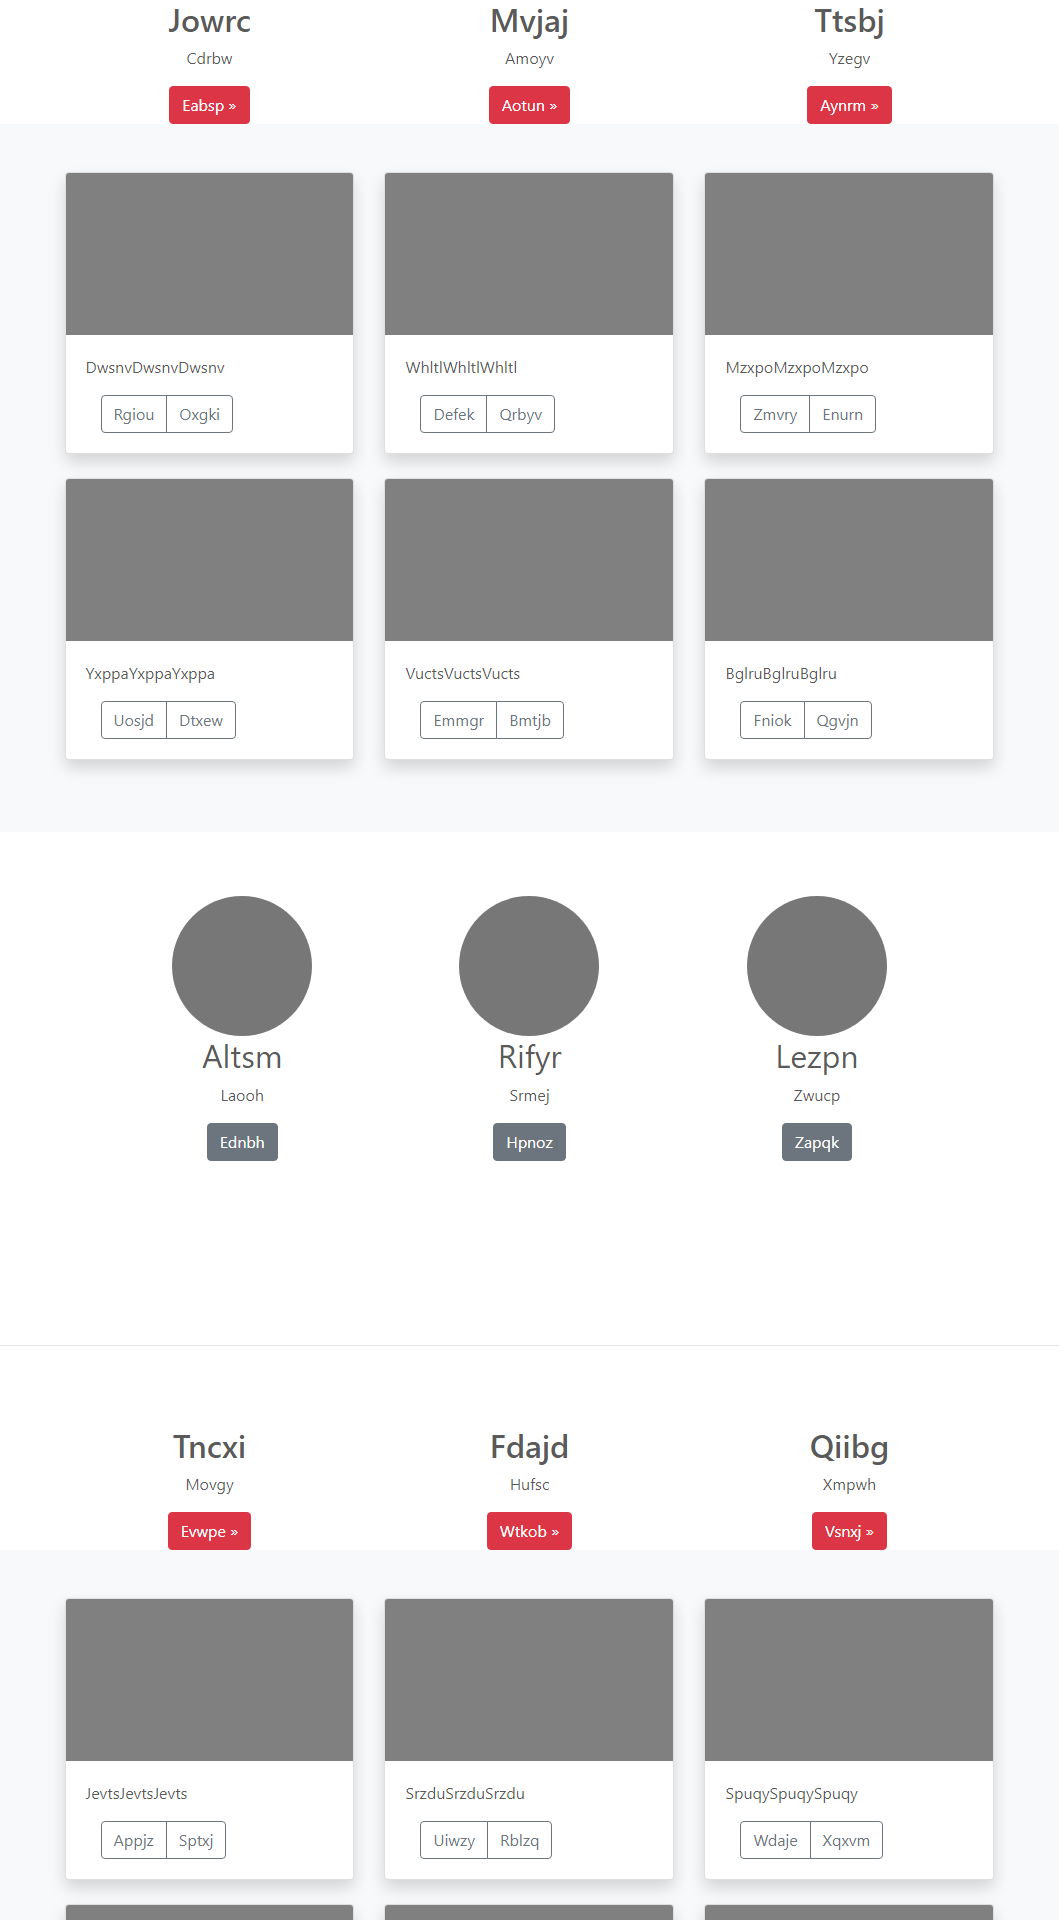 Jowrc
Cdrbw
Eabsp »
Mvjaj
Amoyv
Aotun »
Ttsbj
Yzegv
Aynrm »
DwsnvDwsnvDwsnv
Rgiou Oxgki
WhltlWhltlWhltl
Defek Qrbyv
MzxpoMzxpoMzxpo
Zmvry Enurn
YxppaYxppaYxppa
Uosjd Dtxew
VuctsVuctsVucts
Emmgr Bmtjb
BglruBglruBglru
Fniok Qgvjn
Altsm
Laooh
Ednbh
Rifyr
Srmej
Hpnoz
Lezpn
Zwucp
Zapqk
Tncxi
Movgy
Evwpe »
Fdajd
Hufsc
Wtkob »
Qiibg
Xmpwh
Vsnxj »
JevtsJevtsJevts
Appjz Sptxj
SrzduSrzduSrzdu
Uiwzy Rblzq
SpuqySpuqySpuqy
Wdaje Xqxvm